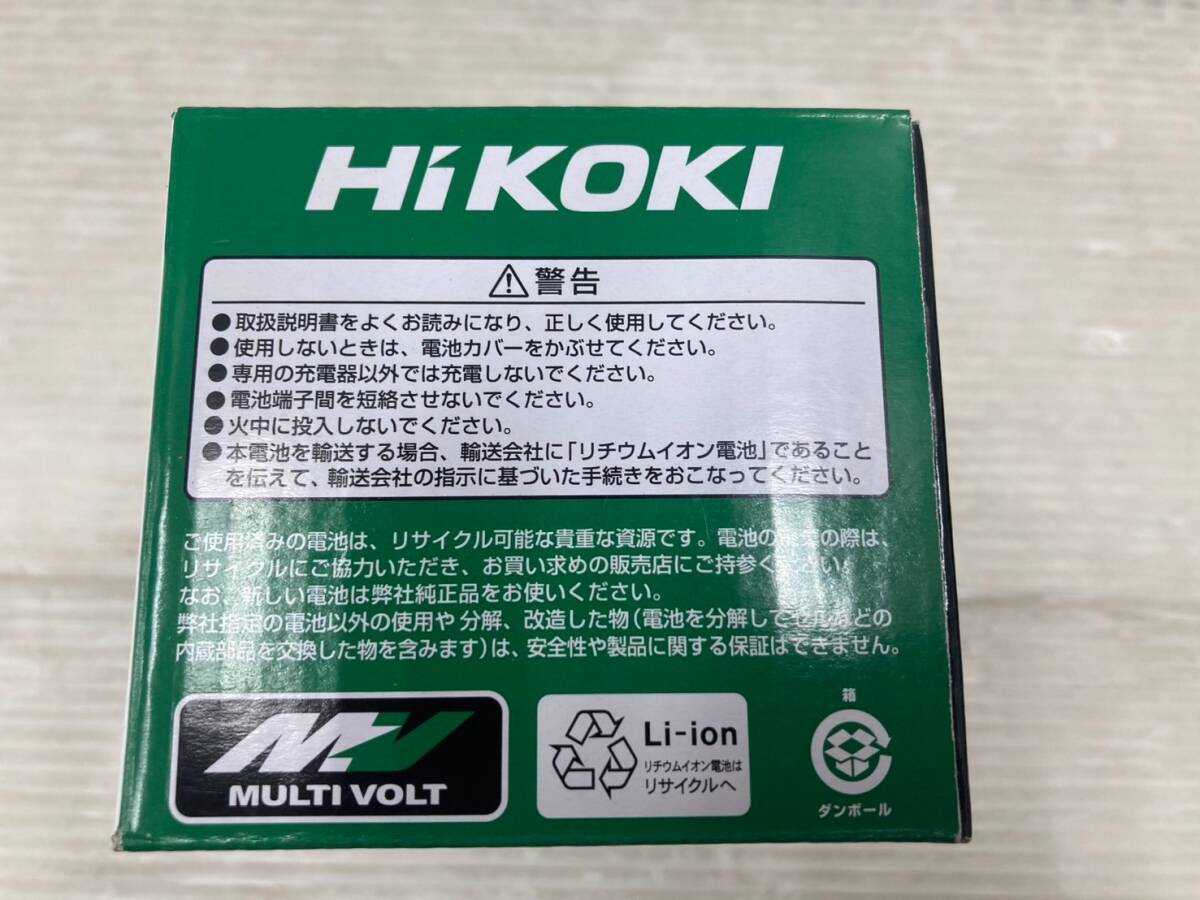 HiKOKI
警告
●取扱説明書をよくお読みになり、正しく使用してください。
●使用しないときは、電池カバーをかぶせてください。
●専用の充電器以外では充電しないでください。
●電池端子間を短絡させないでください。
●火中に投入しないでください。
●本電池を輸送する場合、輸送会社に「リチウムイオン電池」であること
を伝えて、輸送会社の指示に基づいた手続きをおこなってください。
ご使用済みの電池は、リサイクル可能な貴重な資源です。電池の の際は、
リサイクルにご協力いただき、お買い求めの販売店にご持参ください
なお、新しい電池は弊社純正品をお使いください。
弊社指定の電池以外の使用や分解、改造した物（電池を分解して などの
内蔵部品を交換した物を含みます）は、安全性や製品に関する保証はできません。
MV
MULTI VOLT
Li-ion
リチウムイオン電池は
リサイクルへ
箱
ダンボール